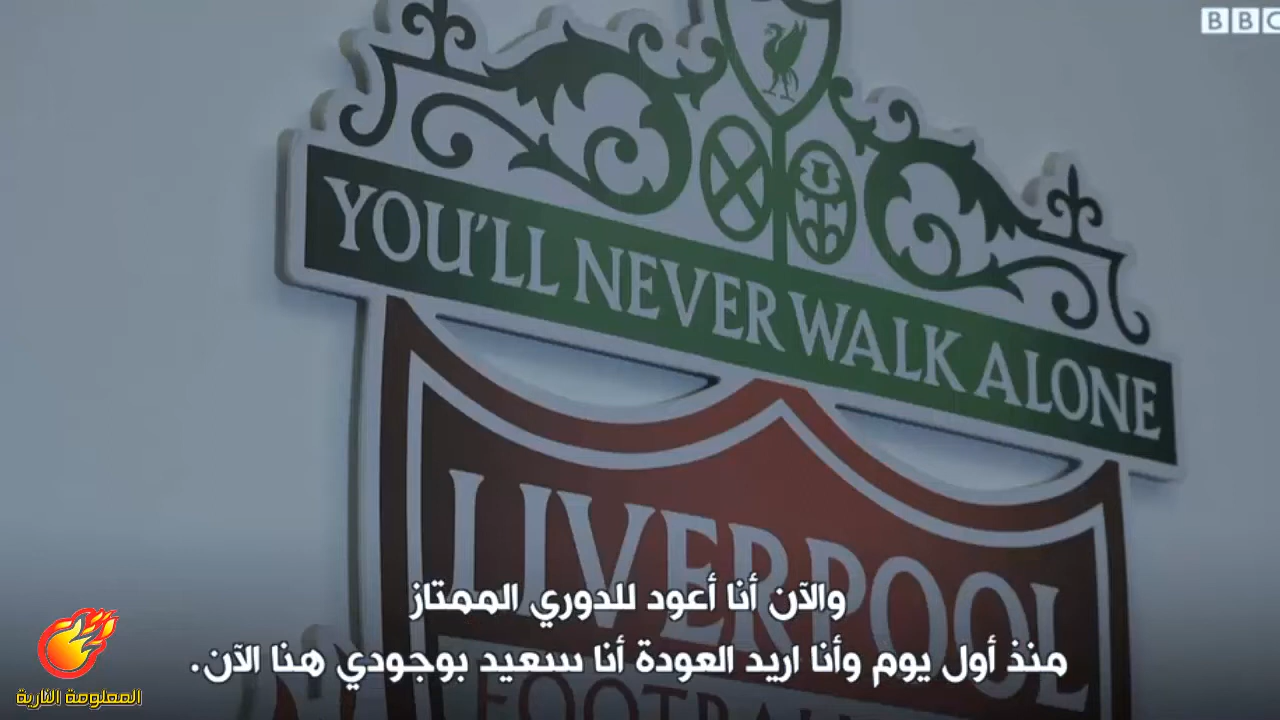 BBC
YOU'LL NEVER WALK ALONE
LIVERPOOL
FOOTBALL
والآن أنا أعود للدوري الممتاز
منذ أول يوم وأنا اريد العودة أنا سعيد بوجودي هنا الآن.
المعلومة النارية